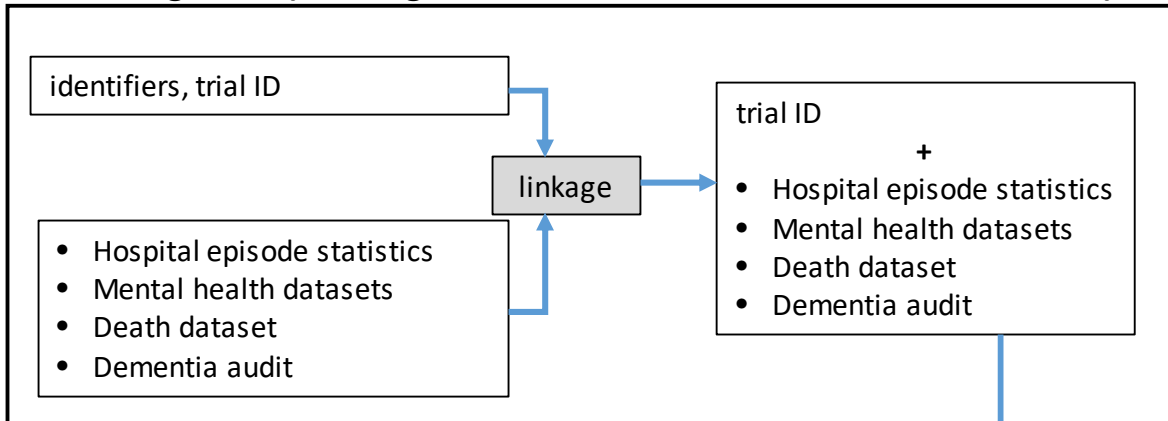 identifiers, trial ID
linkage
• Hospital episode statistics
• Mental health datasets
• Death dataset
• Dementia audit
trial ID
+
• Hospital episode statistics
• Mental health datasets
• Death dataset
• Dementia audit